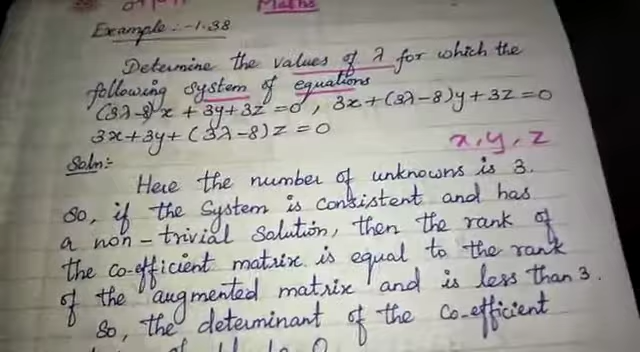 Maths
Example :- 1.38
Determine the values of λ for which the
following system of equations
(3λ-8)x + 3y + 3z = 0, 3x + (3λ-8)y + 3z = 0
3x + 3y + (3λ-8)z = 0
x, y, z
Soln:-
Here the number of unknowns is 3.
So, if the system is consistent and has
a non-trivial solution, then the rank of
the co-efficient matrix is equal to the rank
of the augmented matrix and is less than 3.
So, the determinant of the co-efficient